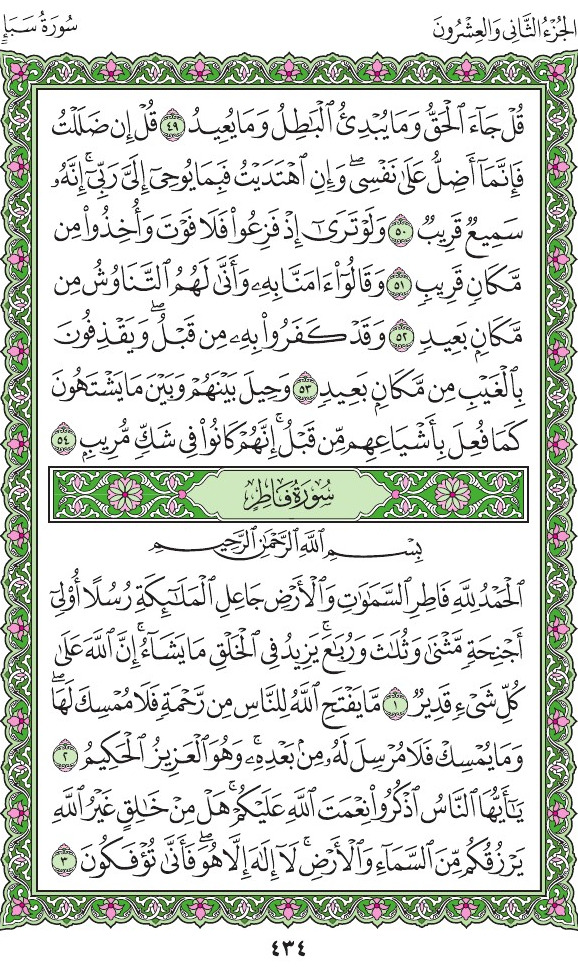 الجُزْءُ الثَّانِي وَالعِشْرُونَ
سُورَةُ سَبَإٍ
قُلْ جَآءَ ٱلْحَقُّ وَمَا يُبْدِئُ ٱلْبَٰطِلُ وَمَا يُعِيدُ ٤٩ قُلْ إِن ضَلَلْتُ
فَإِنَّمَآ أَضِلُّ عَلَىٰ نَفْسِىۖ وَإِنِ ٱهْتَدَيْتُ فَبِمَا يُوحِىٓ إِلَىَّ رَبِّىٓۚ إِنَّهُۥ
سَمِيعٌ قَرِيبٌ ٥٠ وَلَوْ تَرَىٰٓ إِذْ فَزِعُوا۟ فَلَا فَوْتَ وَأُخِذُوا۟ مِن
مَّكَانٍ قَرِيبٍ ٥١ وَقَالُوٓا۟ ءَامَنَّا بِهِۦ وَأَنَّىٰ لَهُمُ ٱلتَّنَاوُشُ مِن
مَّكَانٍۭ بَعِيدٍ ٥٢ وَقَدْ كَفَرُوا۟ بِهِۦ مِن قَبْلُۖ وَيَقْذِفُونَ
بِٱلْغَيْبِ مِن مَّكَانٍۭ بَعِيدٍ ٥٣ وَحِيلَ بَيْنَهُمْ وَبَيْنَ مَا يَشْتَهُونَ
كَمَا فُعِلَ بِأَشْيَاعِهِم مِّن قَبْلُۚ إِنَّهُمْ كَانُوا۟ فِى شَكٍّ مُّرِيبٍۭ ٥٤
سُورَةُ فَاطِرٍ
بِسْمِ ٱللَّهِ ٱلرَّحْمَٰنِ ٱلرَّحِيمِ
ٱلْحَمْدُ لِلَّهِ فَاطِرِ ٱلسَّمَٰوَٰتِ وَٱلْأَرْضِ جَاعِلِ ٱلْمَلَٰٓئِكَةِ رُسُلًا أُو۟لِىٓ
أَجْنِحَةٍ مَّثْنَىٰ وَثُلَٰثَ وَرُبَٰعَۚ يَزِيدُ فِى ٱلْخَلْقِ مَا يَشَآءُۚ إِنَّ ٱللَّهَ عَلَىٰ
كُلِّ شَىْءٍ قَدِيرٌ ١ مَّا يَفْتَحِ ٱللَّهُ لِلنَّاسِ مِن رَّحْمَةٍ فَلَا مُمْسِكَ لَهَاۖ
وَمَا يُمْسِكْ فَلَا مُرْسِلَ لَهُۥ مِنۢ بَعْدِهِۦۚ وَهُوَ ٱلْعَزِيزُ ٱلْحَكِيمُ ٢
يَٰٓأَيُّهَا ٱلنَّاسُ ٱذْكُرُوا۟ نِعْمَتَ ٱللَّهِ عَلَيْكُمْۚ هَلْ مِنْ خَٰلِقٍ غَيْرُ ٱللَّهِ
يَرْزُقُكُم مِّنَ ٱلسَّمَآءِ وَٱلْأَرْضِۚ لَآ إِلَٰهَ إِلَّا هُوَۖ فَأَنَّىٰ تُؤْفَكُونَ ٣
٤٣٤